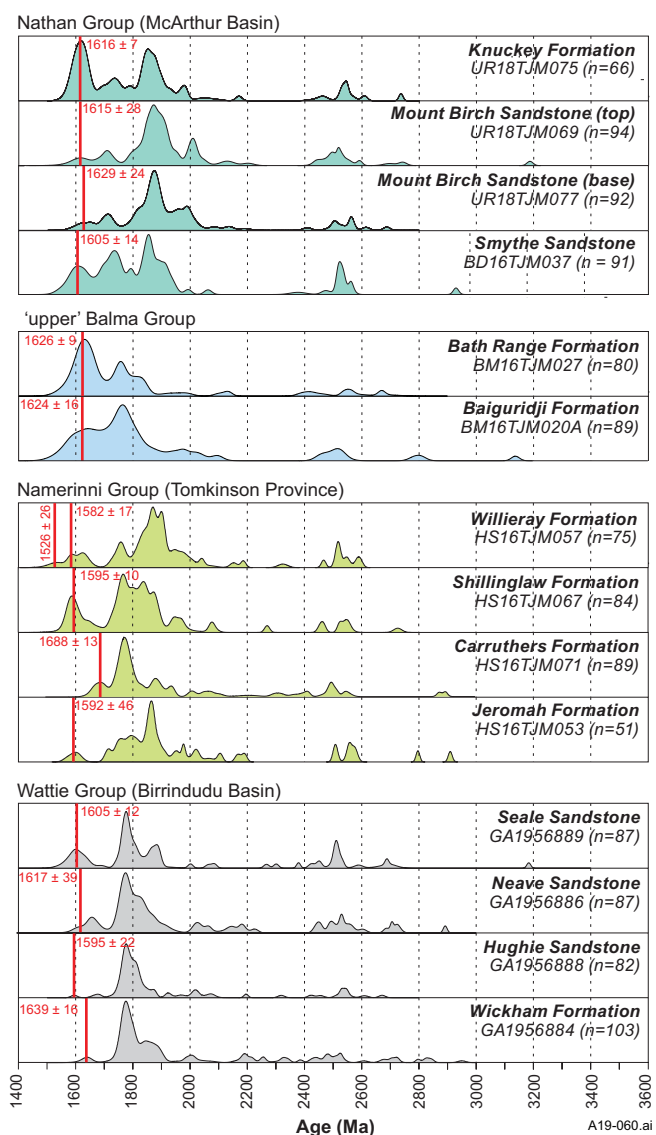 Nathan Group (McArthur Basin)
1616 ± 7
Knuckey Formation
UR18TJM075 (n=66)
1615 ± 28
Mount Birch Sandstone (top)
UR18TJM069 (n=94)
1629 ± 24
Mount Birch Sandstone (base)
UR18TJM077 (n=92)
1605 ± 14
Smythe Sandstone
BD16TJM037 (n = 91)
‘upper’ Balma Group
1626 ± 9
Bath Range Formation
BM16TJM027 (n=80)
1624 ± 16
Baiguridji Formation
BM16TJM020A (n=89)
Namerinni Group (Tomkinson Province)
1526 ± 26
1582 ± 17
Willieray Formation
HS16TJM057 (n=75)
1595 ± 10
Shillinglaw Formation
HS16TJM067 (n=84)
1688 ± 13
Carruthers Formation
HS16TJM071 (n=89)
1592 ± 46
Jeromah Formation
HS16TJM053 (n=51)
Wattie Group (Birrindudu Basin)
1605 ± 12
Seale Sandstone
GA1956889 (n=87)
1617 ± 39
Neave Sandstone
GA1956886 (n=87)
1595 ± 22
Hughie Sandstone
GA1956888 (n=82)
1639 ± 16
Wickham Formation
GA1956884 (n=103)
1400 1600 1800 2000 2200 2400 2600 2800 3000 3200 3400 3600
Age (Ma)
A19-060.ai